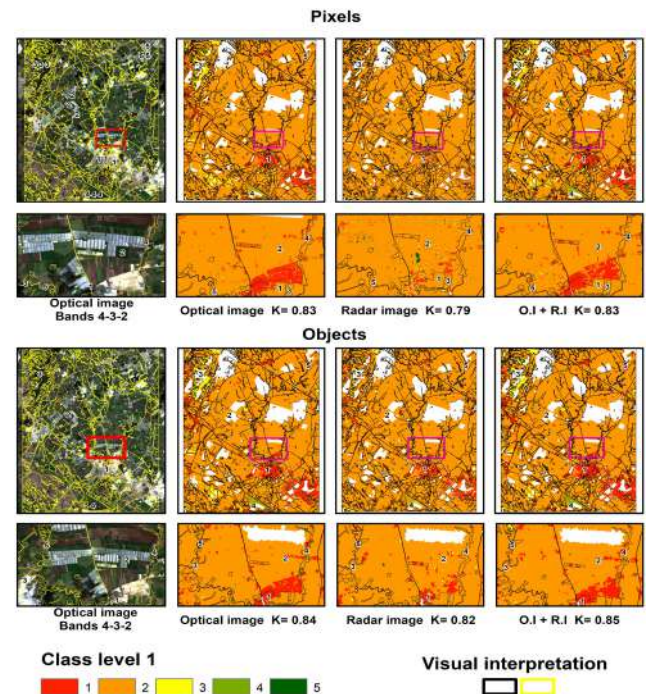 Pixels
Optical image
Bands 4-3-2
Optical image K= 0.83
Radar image K= 0.79
O.I + R.I K= 0.83
Objects
Optical image
Bands 4-3-2
Optical image K= 0.84
Radar image K= 0.82
O.I + R.I K= 0.85
Class level 1
Visual interpretation
1 2 3 4 5